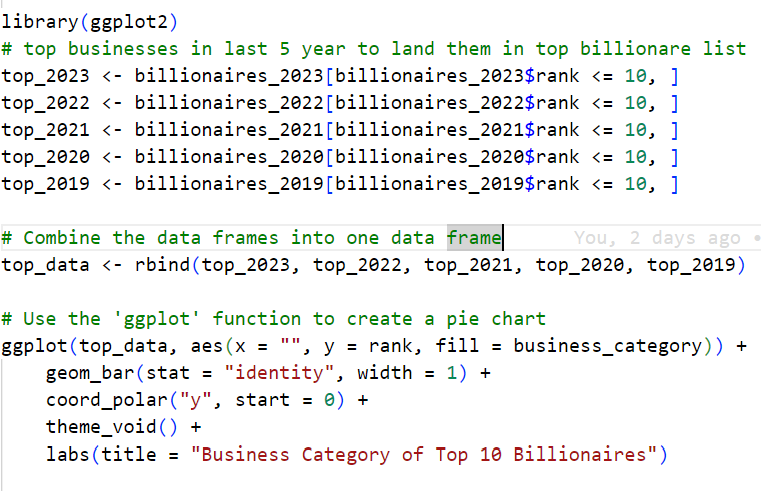 library(ggplot2)
# top businesses in last 5 year to land them in top billionare list
top_2023 <- billionaires_2023[billionaires_2023$rank <= 10, ]
top_2022 <- billionaires_2022[billionaires_2022$rank <= 10, ]
top_2021 <- billionaires_2021[billionaires_2021$rank <= 10, ]
top_2020 <- billionaires_2020[billionaires_2020$rank <= 10, ]
top_2019 <- billionaires_2019[billionaires_2019$rank <= 10, ]
# Combine the data frames into one data frame You, 2 days ago •
top_data <- rbind(top_2023, top_2022, top_2021, top_2020, top_2019)
# Use the 'ggplot' function to create a pie chart
ggplot(top_data, aes(x = "", y = rank, fill = business_category)) +
    geom_bar(stat = "identity", width = 1) +
    coord_polar("y", start = 0) +
    theme_void() +
    labs(title = "Business Category of Top 10 Billionaires")